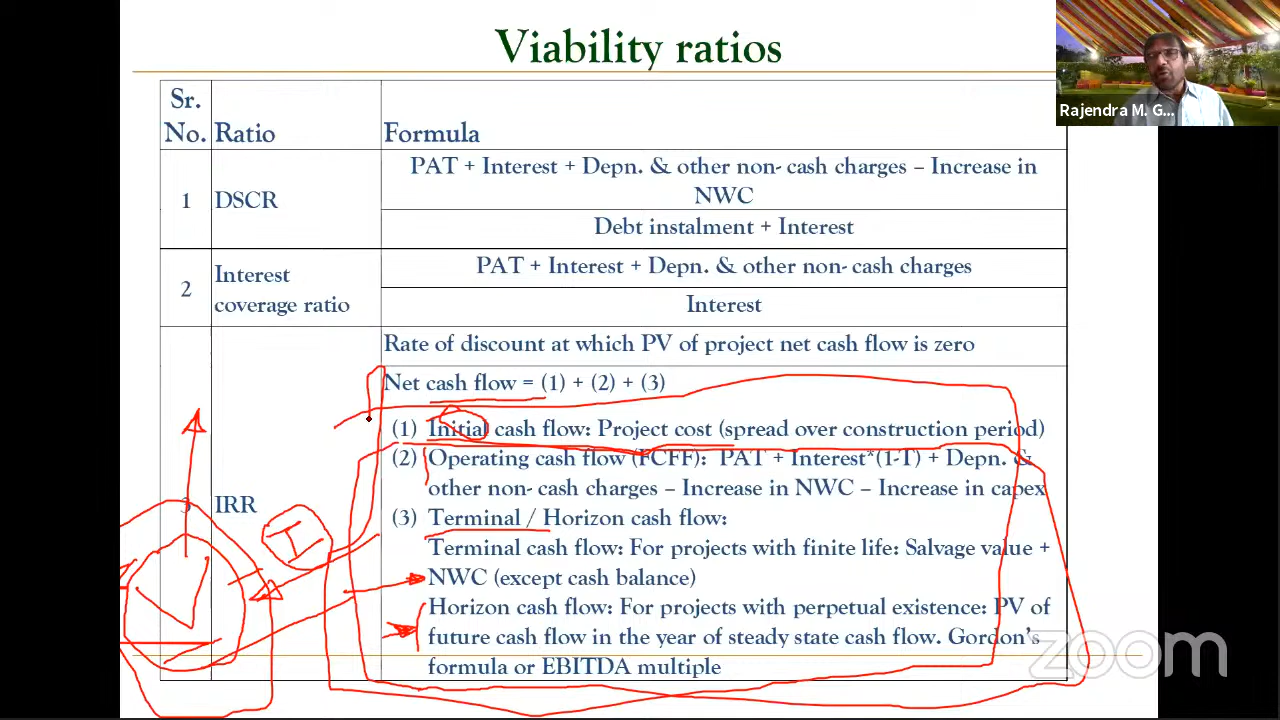 Viability ratios
Rajendra M. G...
Sr.
No. Ratio Formula
1 DSCR PAT + Interest + Depn. & other non- cash charges – Increase in
NWC
Debt instalment + Interest
2 Interest
coverage ratio
PAT + Interest + Depn. & other non- cash charges
Interest
3 IRR
Rate of discount at which PV of project net cash flow is zero
Net cash flow = (1) + (2) + (3)
(1) Initial cash flow: Project cost (spread over construction period)
(2) Operating cash flow (FCFF): PAT + Interest*(1-T) + Depn. &
other non- cash charges – Increase in NWC – Increase in capex
(3) Terminal / Horizon cash flow:
Terminal cash flow: For projects with finite life: Salvage value +
NWC (except cash balance)
Horizon cash flow: For projects with perpetual existence: PV of
future cash flow in the year of steady state cash flow. Gordon's
formula or EBITDA multiple
I
zoom